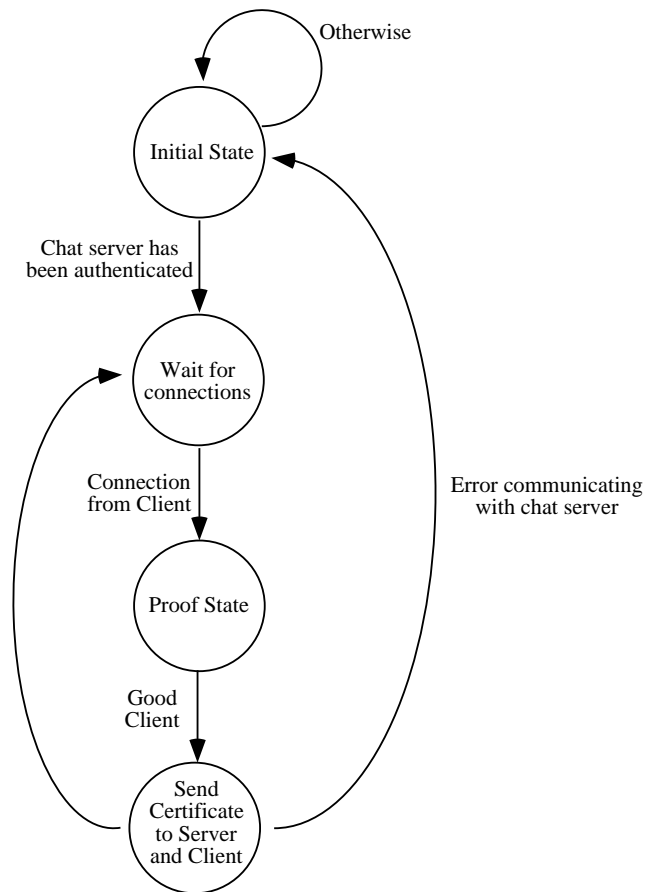 Otherwise
Initial State
Chat server has
been authenticated
Wait for
connections
Connection
from Client
Error communicating
with chat server
Proof State
Good
Client
Send
Certificate
to Server
and Client